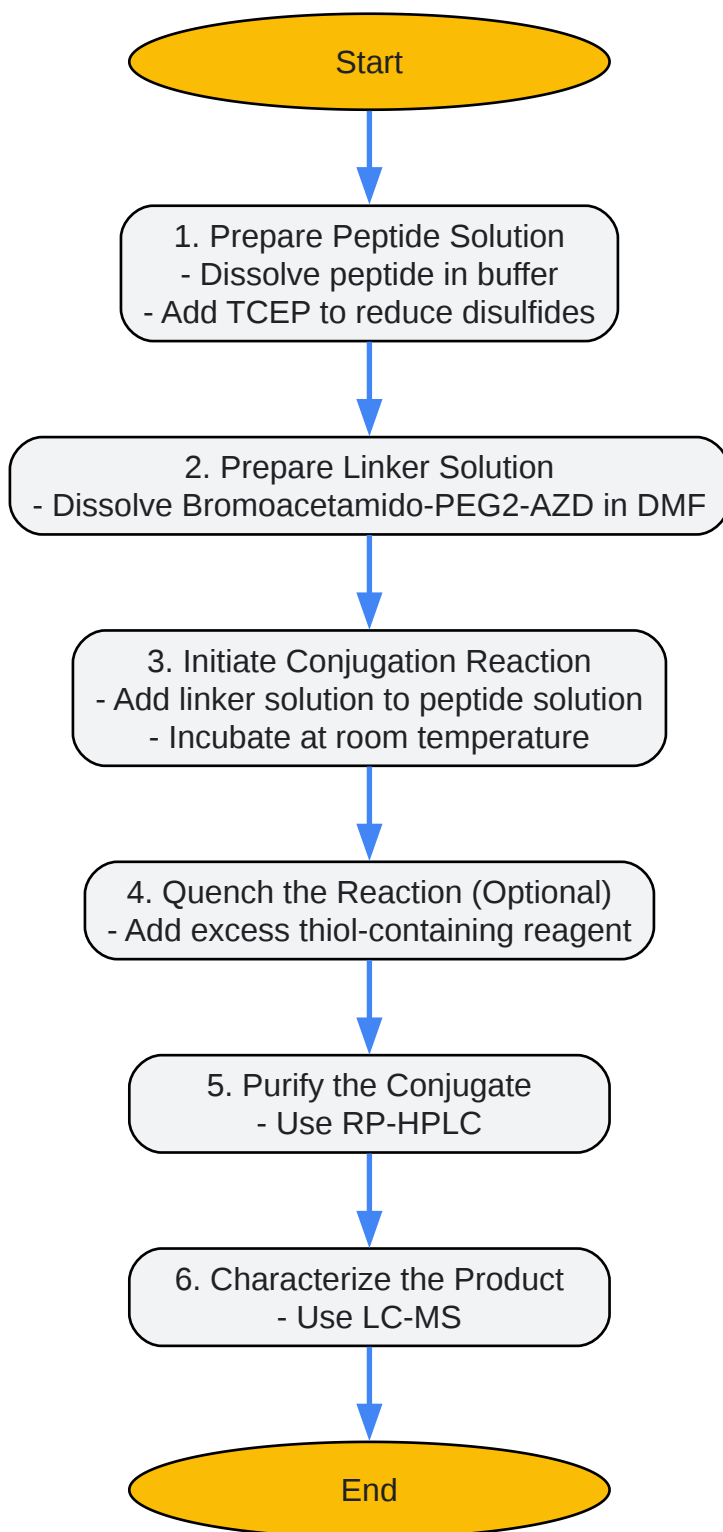 Start
1. Prepare Peptide Solution
- Dissolve peptide in buffer
- Add TCEP to reduce disulfides
2. Prepare Linker Solution
- Dissolve Bromoacetamido-PEG2-AZD in DMF
3. Initiate Conjugation Reaction
- Add linker solution to peptide solution
- Incubate at room temperature
4. Quench the Reaction (Optional)
- Add excess thiol-containing reagent
5. Purify the Conjugate
- Use RP-HPLC
6. Characterize the Product
- Use LC-MS
End